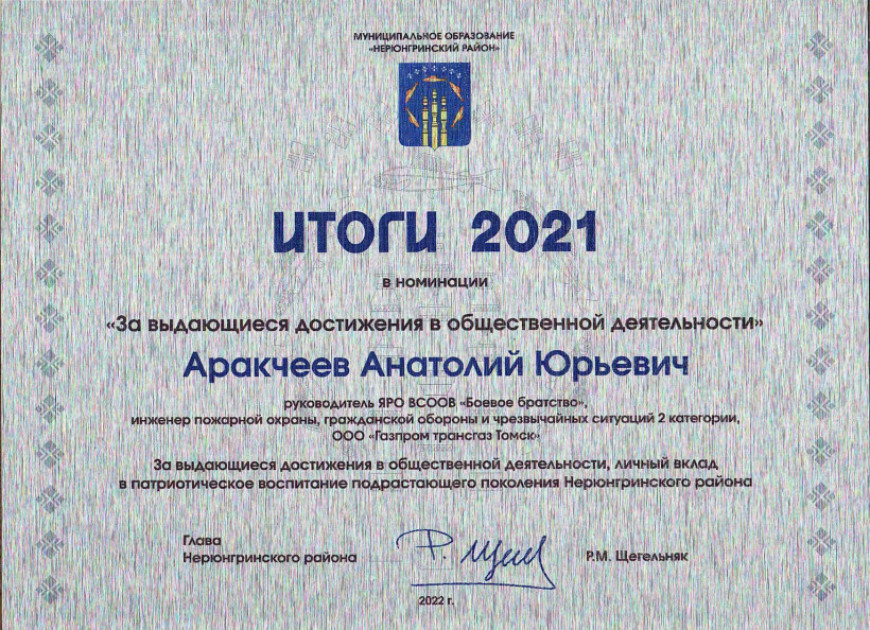 МУНИЦИПАЛЬНОЕ ОБРАЗОВАНИЕ
«НЕРЮНГРИНСКИЙ РАЙОН»
ИТОГИ 2021
в номинации
«За выдающиеся достижения в общественной деятельности»
Аракчеев Анатолий Юрьевич
руководитель ЯРО ВСООВ «Боевое братство»,
инженер пожарной охраны, гражданской обороны и чрезвычайных ситуаций 2 категории,
ООО «Газпром трансгаз Томск»
За выдающиеся достижения в общественной деятельности, личный вклад
в патриотическое воспитание подрастающего поколения Нерюнгринского района
Глава
Нерюнгринского района
Р. Щег
Р.М. Щегельняк
2022 г.